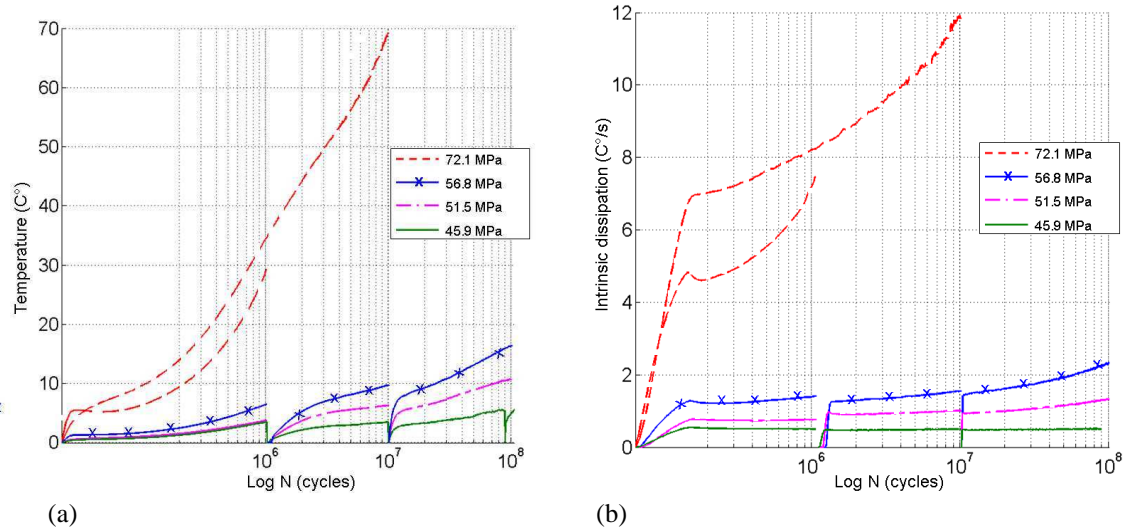 70
60
50
40
30
20
10
0
Temperature (C°)
72.1 MPa
56.8 MPa
51.5 MPa
45.9 MPa
10^6
10^7
10^8
Log N (cycles)
(a)
12
10
8
6
4
2
0
Intrinsic dissipation (C°/s)
72.1 MPa
56.8 MPa
51.5 MPa
45.9 MPa
10^6
10^7
10^8
Log N (cycles)
(b)